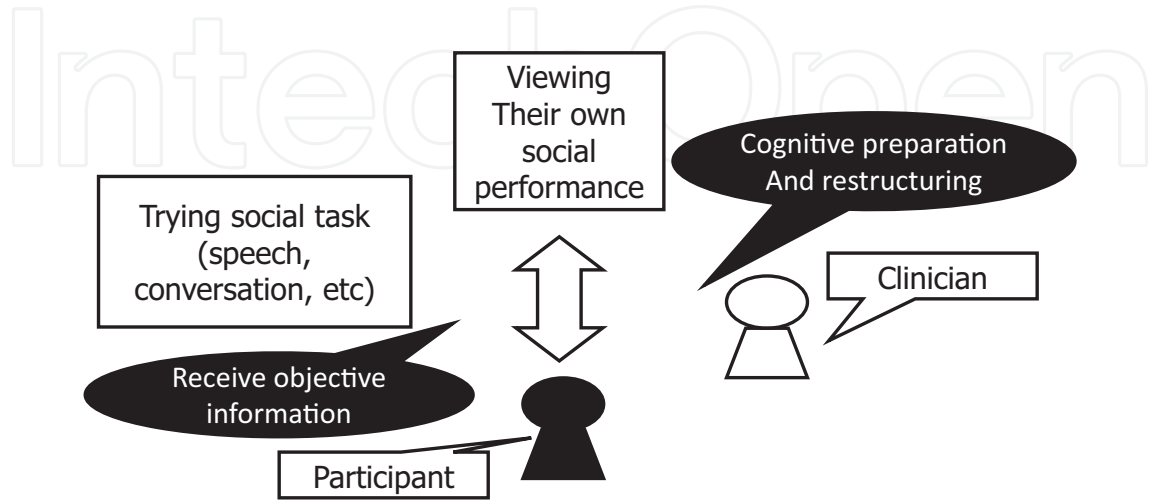 IntechOpen
Viewing
Their own
social
performance
Cognitive preparation
And restructuring
Trying social task
(speech,
conversation, etc)
Clinician
Receive objective
information
Participant